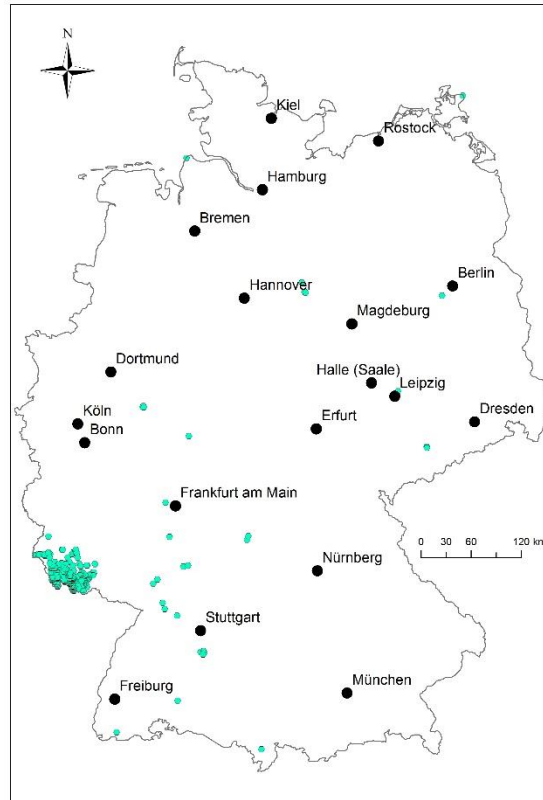 N
Kiel
Rostock
Hamburg
Bremen
Berlin
Hannover
Magdeburg
Dortmund
Halle (Saale)
Leipzig
Köln
Erfurt
Dresden
Bonn
Frankfurt am Main
0 60 120 km
Nürnberg
Stuttgart
Freiburg
München